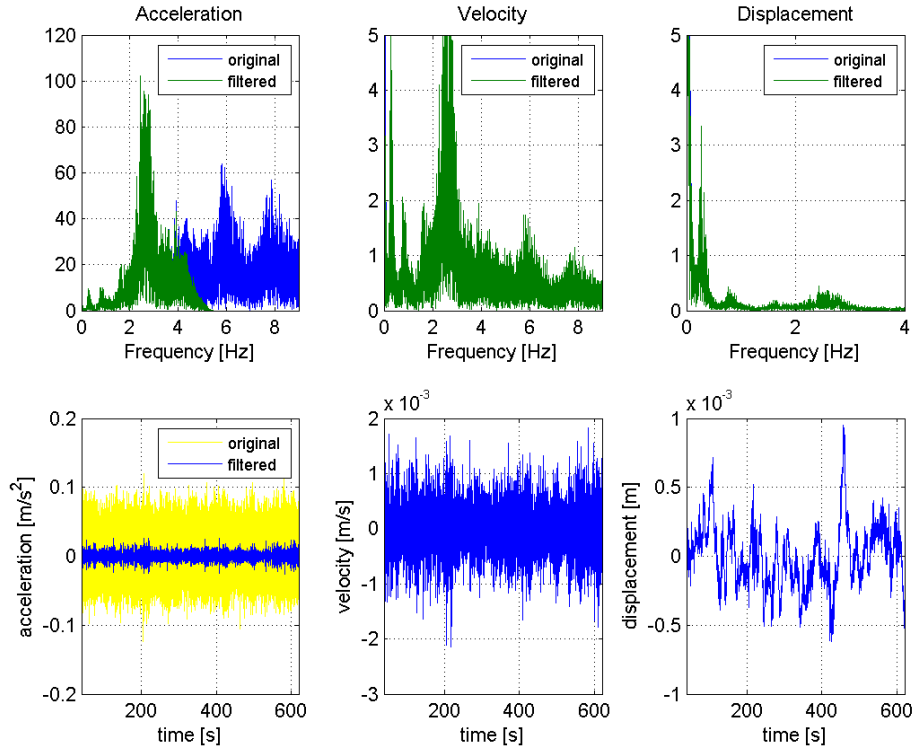 Acceleration
Velocity
Displacement
original
filtered
original
filtered
original
filtered
120
100
80
60
40
20
0
0 2 4 6 8
Frequency [Hz]
5
4
3
2
1
0
0 2 4 6 8
Frequency [Hz]
5
4
3
2
1
0
0 2 4
Frequency [Hz]
acceleration [m/s²]
0.2
0.1
0
-0.1
-0.2
original
filtered
200 400 600
time [s]
x 10⁻³
velocity [m/s]
2
1
0
-1
-2
-3
200 400 600
time [s]
x 10⁻³
displacement [m]
1
0.5
0
-0.5
-1
200 400 600
time [s]